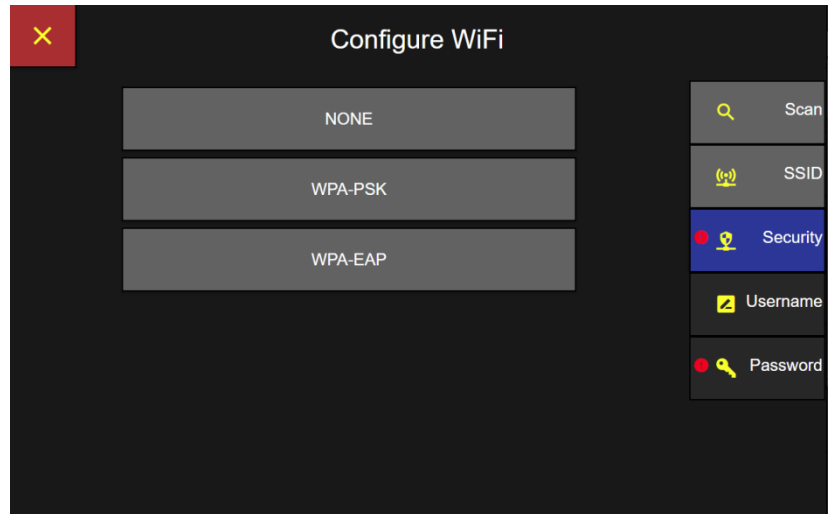 Configure WiFi
NONE
WPA-PSK
WPA-EAP
Scan
SSID
Security
Username
Password